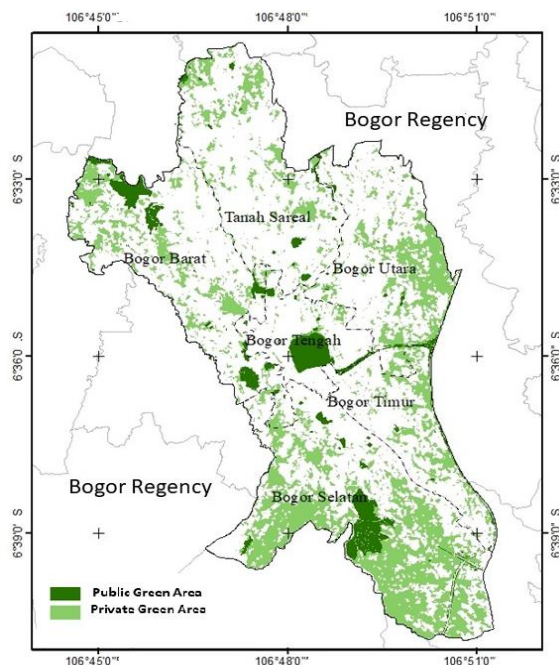 106°45'0" 106°48'0" 106°51'0"
Bogor Regency
6°33'0" S 6°33'0" S
Tanah Sareal
Bogor Barat
Bogor Utara
Bogor Tengah
6°36'0" S 6°36'0" S
Bogor Timur
Bogor Regency
Bogor Selatan
6°39'0" S 6°39'0" S
Public Green Area
Private Green Area
106°45'0" 106°48'0" 106°51'0"